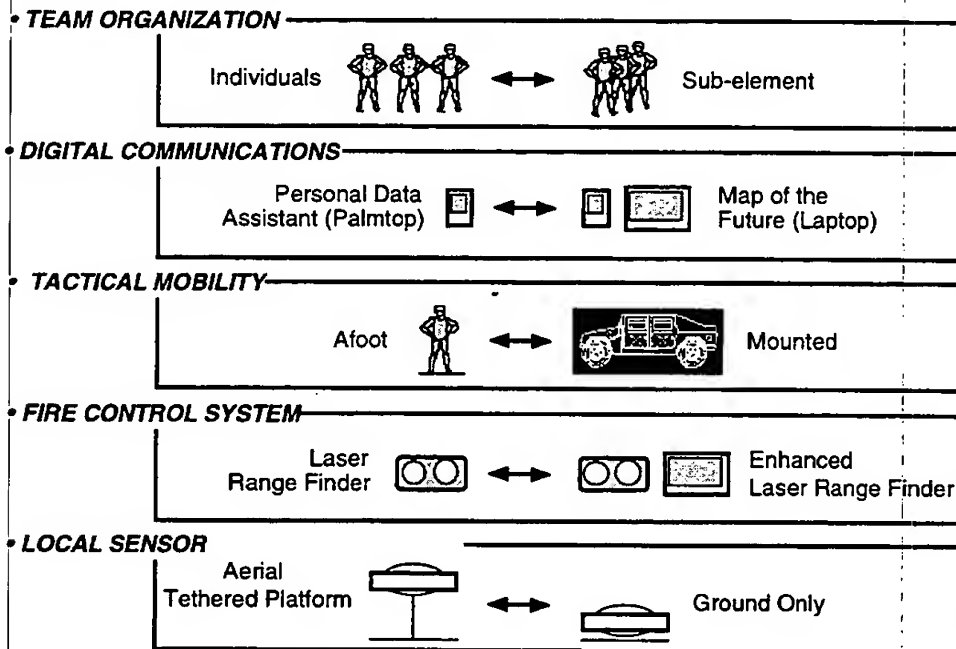 • TEAM ORGANIZATION
Individuals
Sub-element
• DIGITAL COMMUNICATIONS
Personal Data
Assistant (Palmtop)
Map of the
Future (Laptop)
• TACTICAL MOBILITY
Afoot
Mounted
• FIRE CONTROL SYSTEM
Laser
Range Finder
Enhanced
Laser Range Finder
• LOCAL SENSOR
Aerial
Tethered Platform
Ground Only